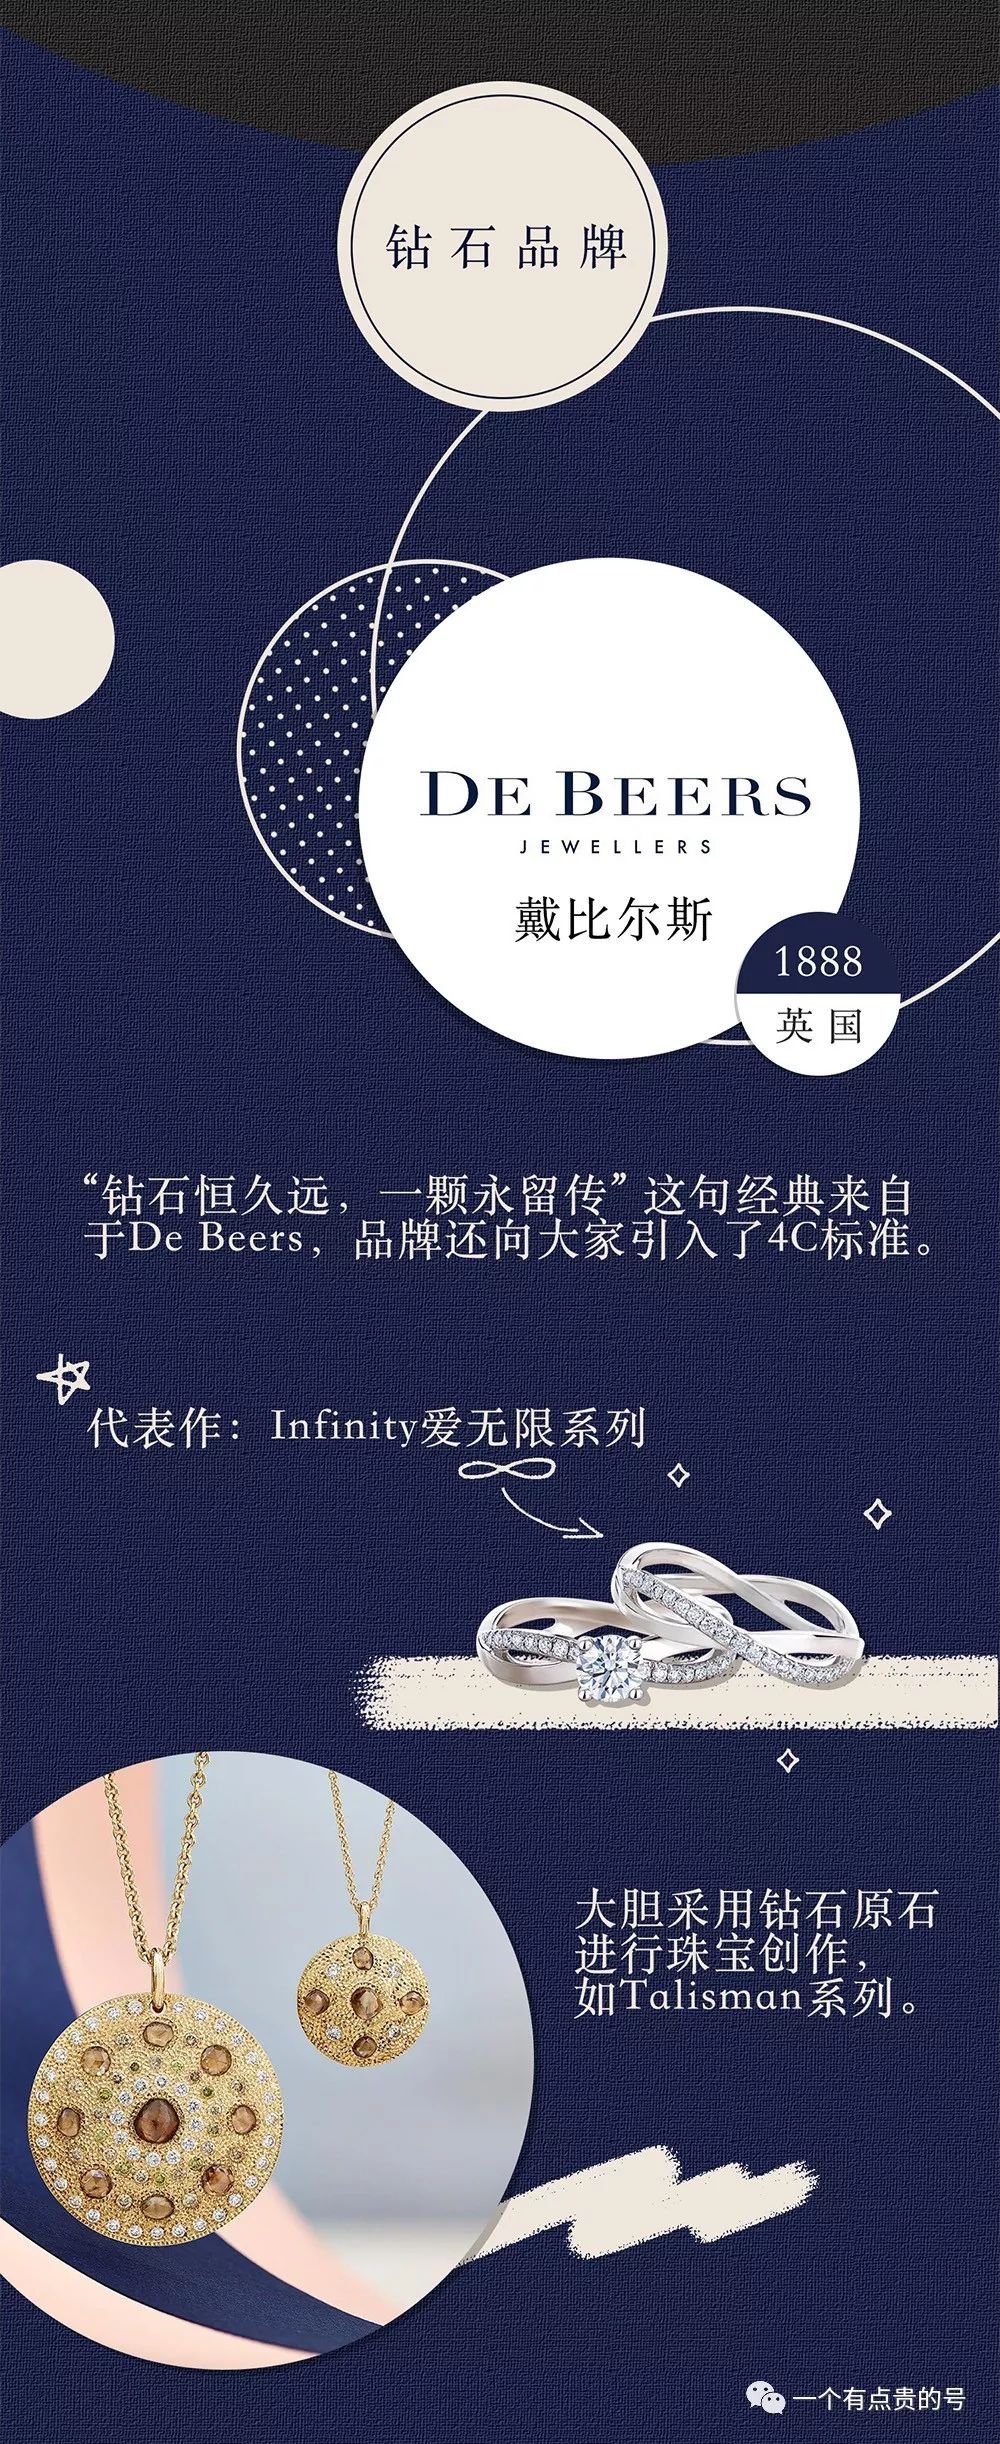 钻石品牌
DE BEERS
JEWELLERS
戴比尔斯
1888
英国
“钻石恒久远，一颗永留传”这句经典来自
于De Beers，品牌还向大家引入了4C标准。
代表作：Infinity爱无限系列
大胆采用钻石原石
进行珠宝创作，
如Talisman系列。
一个有点贵的号